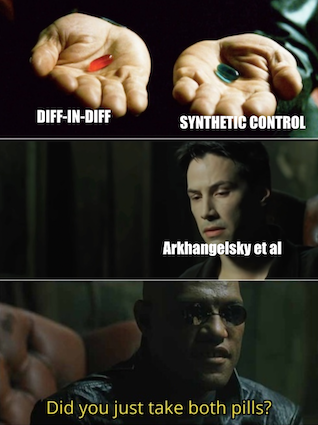 DIFF-IN-DIFF
SYNTHETIC CONTROL
Arkhangelsky et al
Did you just take both pills?